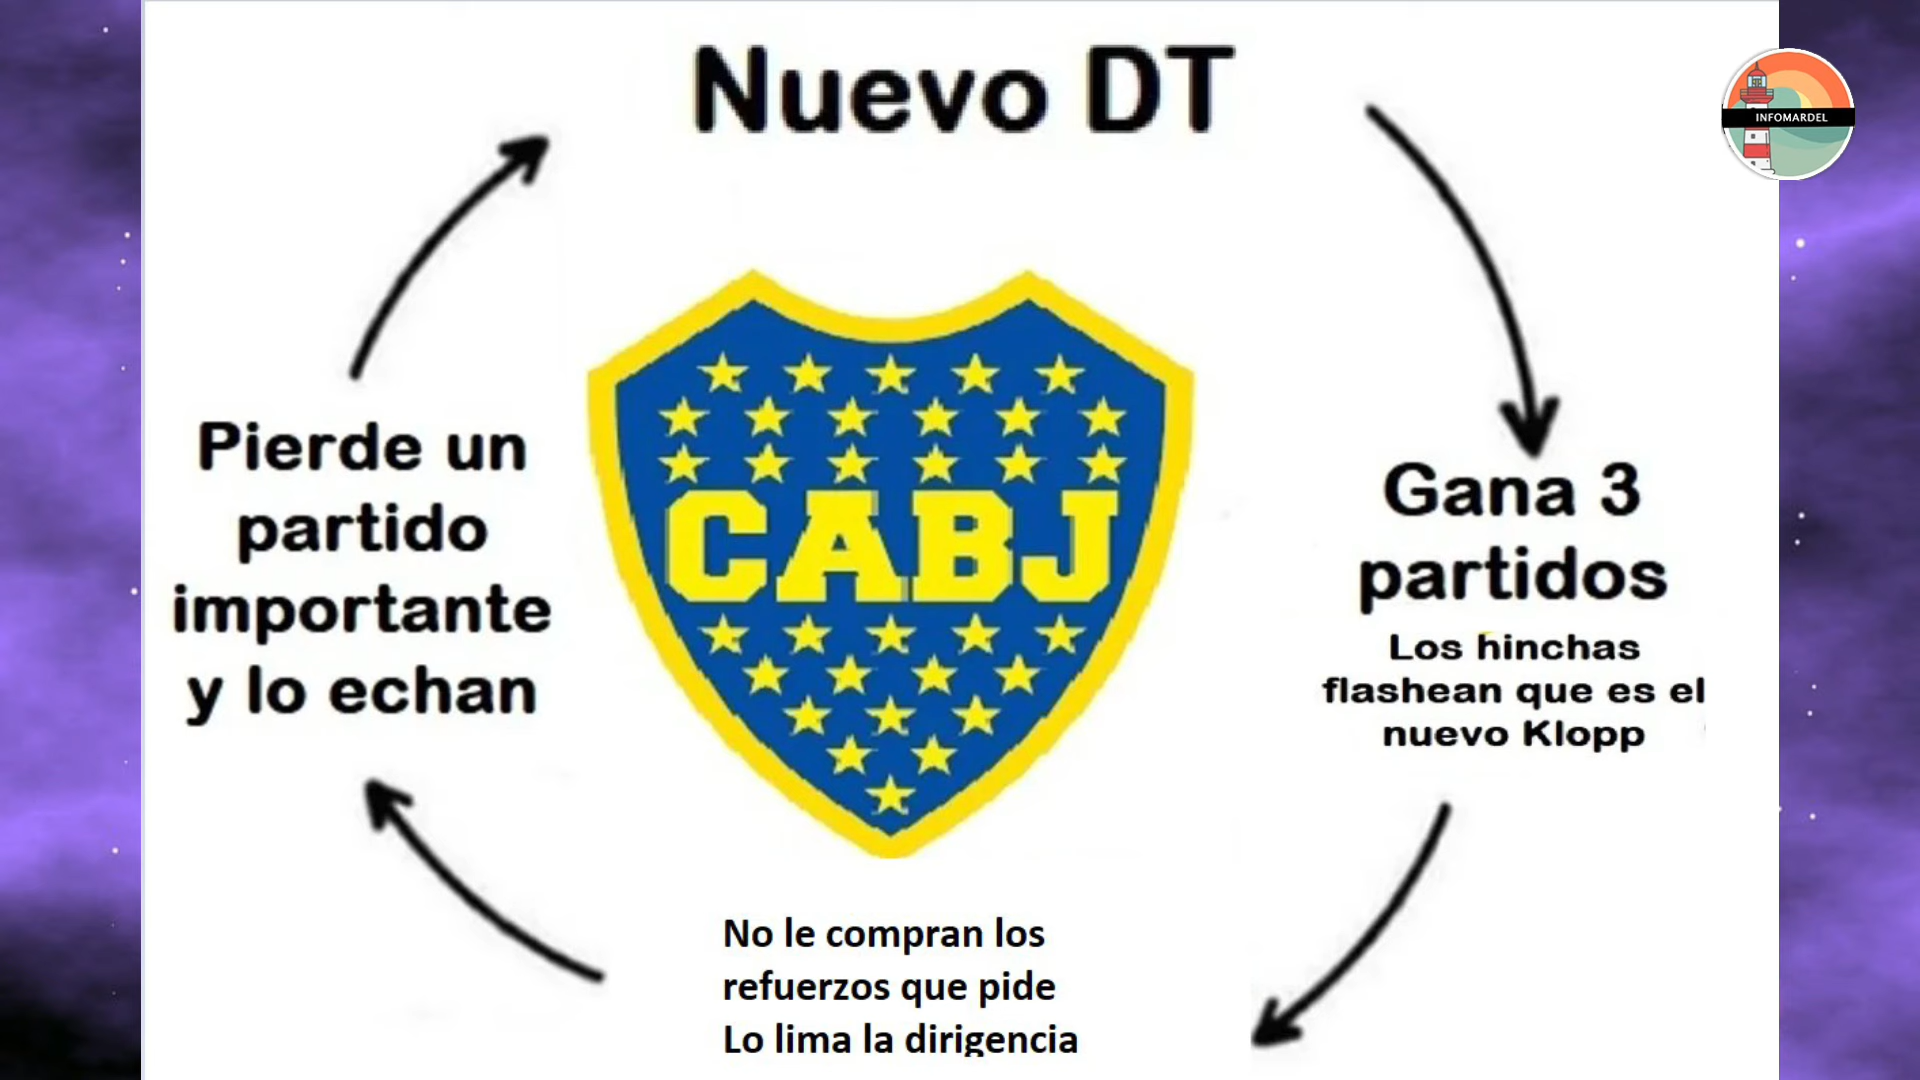 Nuevo DT
INFOMARDEL
Gana 3
partidos
Los hinchas
flashean que es el
nuevo Klopp
No le compran los
refuerzos que pide
Lo lima la dirigencia
Pierde un
partido
importante
y lo echan
CABJ